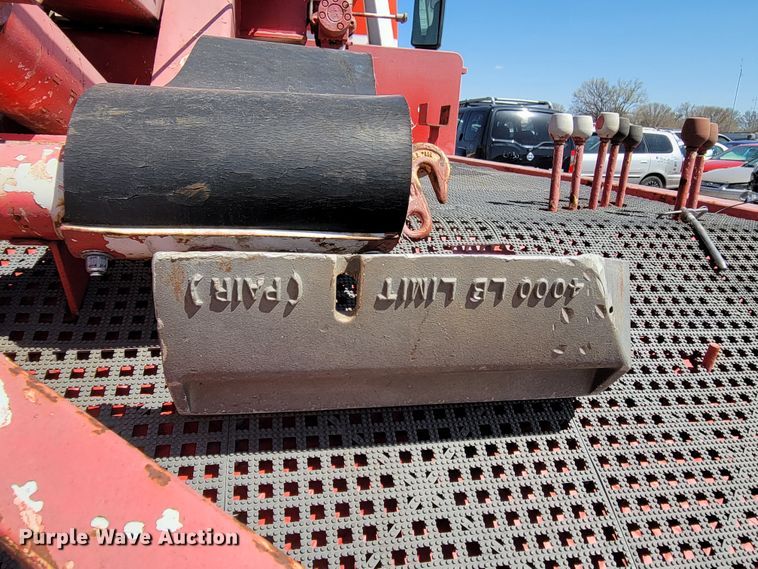 4000 LB LIMIT (PAIR)
Purple Wave Auction